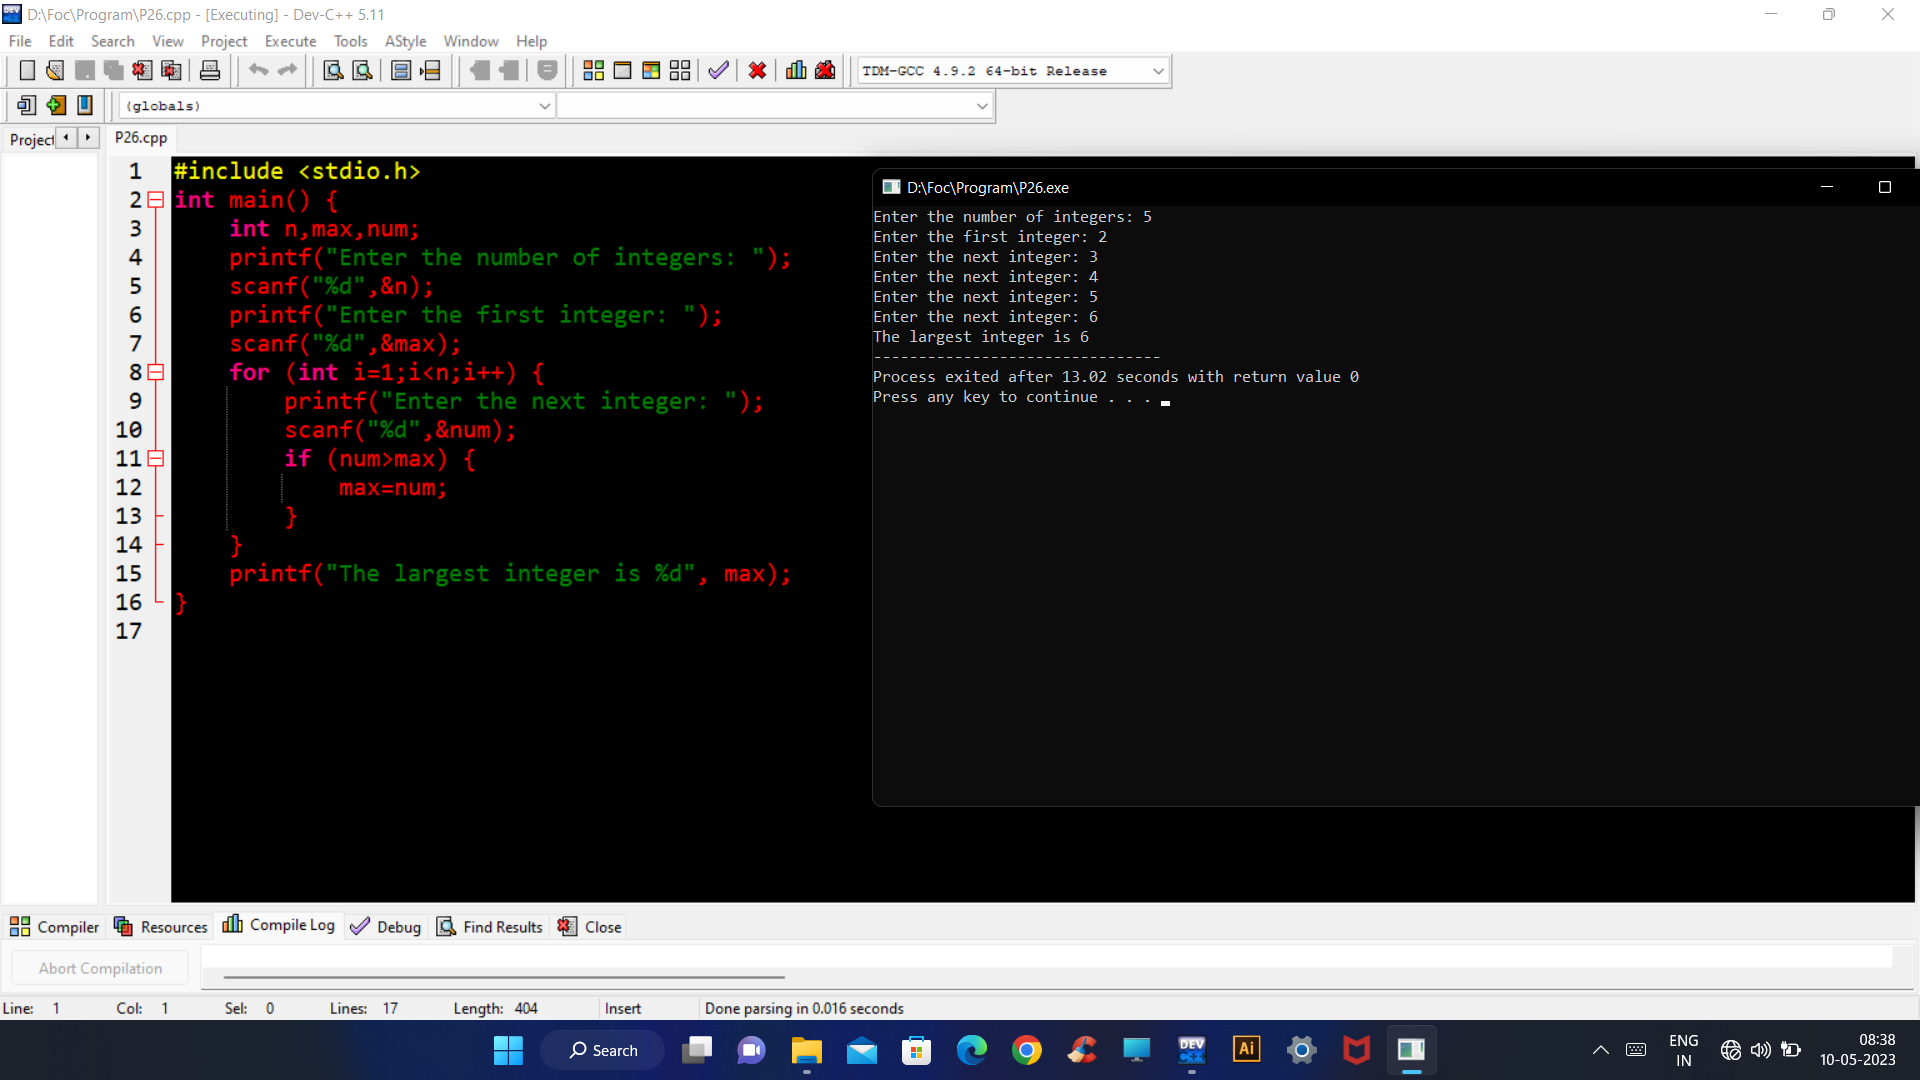 D:\Foc\Program\P26.cpp - [Executing] - Dev-C++ 5.11
File Edit Search View Project Execute Tools AStyle Window Help
TDM-GCC 4.9.2 64-bit Release
(globals)
Project P26.cpp
1 #include <stdio.h>
2 int main() {
3     int n,max,num;
4     printf("Enter the number of integers: ");
5     scanf("%d",&n);
6     printf("Enter the first integer: ");
7     scanf("%d",&max);
8     for (int i=1;i<n;i++) {
9         printf("Enter the next integer: ");
10         scanf("%d",&num);
11         if (num>max) {
12             max=num;
13         }
14     }
15     printf("The largest integer is %d", max);
16 }
17
D:\Foc\Program\P26.exe
Enter the number of integers: 5
Enter the first integer: 2
Enter the next integer: 3
Enter the next integer: 4
Enter the next integer: 5
Enter the next integer: 6
The largest integer is 6
--------------------------------
Process exited after 13.02 seconds with return value 0
Press any key to continue . . .
Compiler Resources Compile Log Debug Find Results Close
Abort Compilation
Line: 1 Col: 1 Sel: 0 Lines: 17 Length: 404 Insert Done parsing in 0.016 seconds
Search
DEV C++
Ai
ENG
IN
08:38
10-05-2023